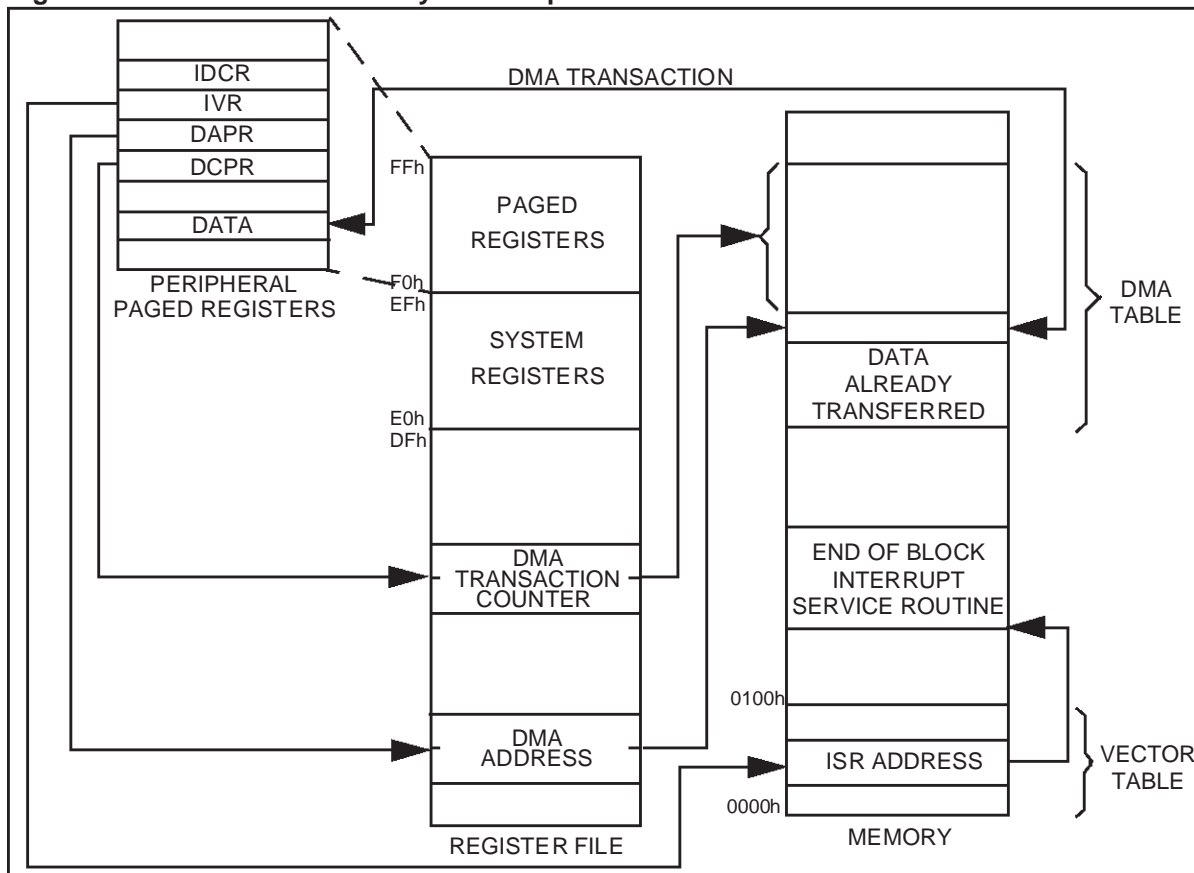 IDCR
IVR
DAPR
DCPR
DATA
PERIPHERAL
PAGED REGISTERS
DMA TRANSACTION
FFh
PAGED
REGISTERS
F0h
EFh
SYSTEM
REGISTERS
E0h
DFh
DMA
TRANSACTION
COUNTER
DMA
ADDRESS
REGISTER FILE
DATA
ALREADY
TRANSFERRED
DMA
TABLE
END OF BLOCK
INTERRUPT
SERVICE ROUTINE
0100h
ISR ADDRESS
0000h
VECTOR
TABLE
MEMORY